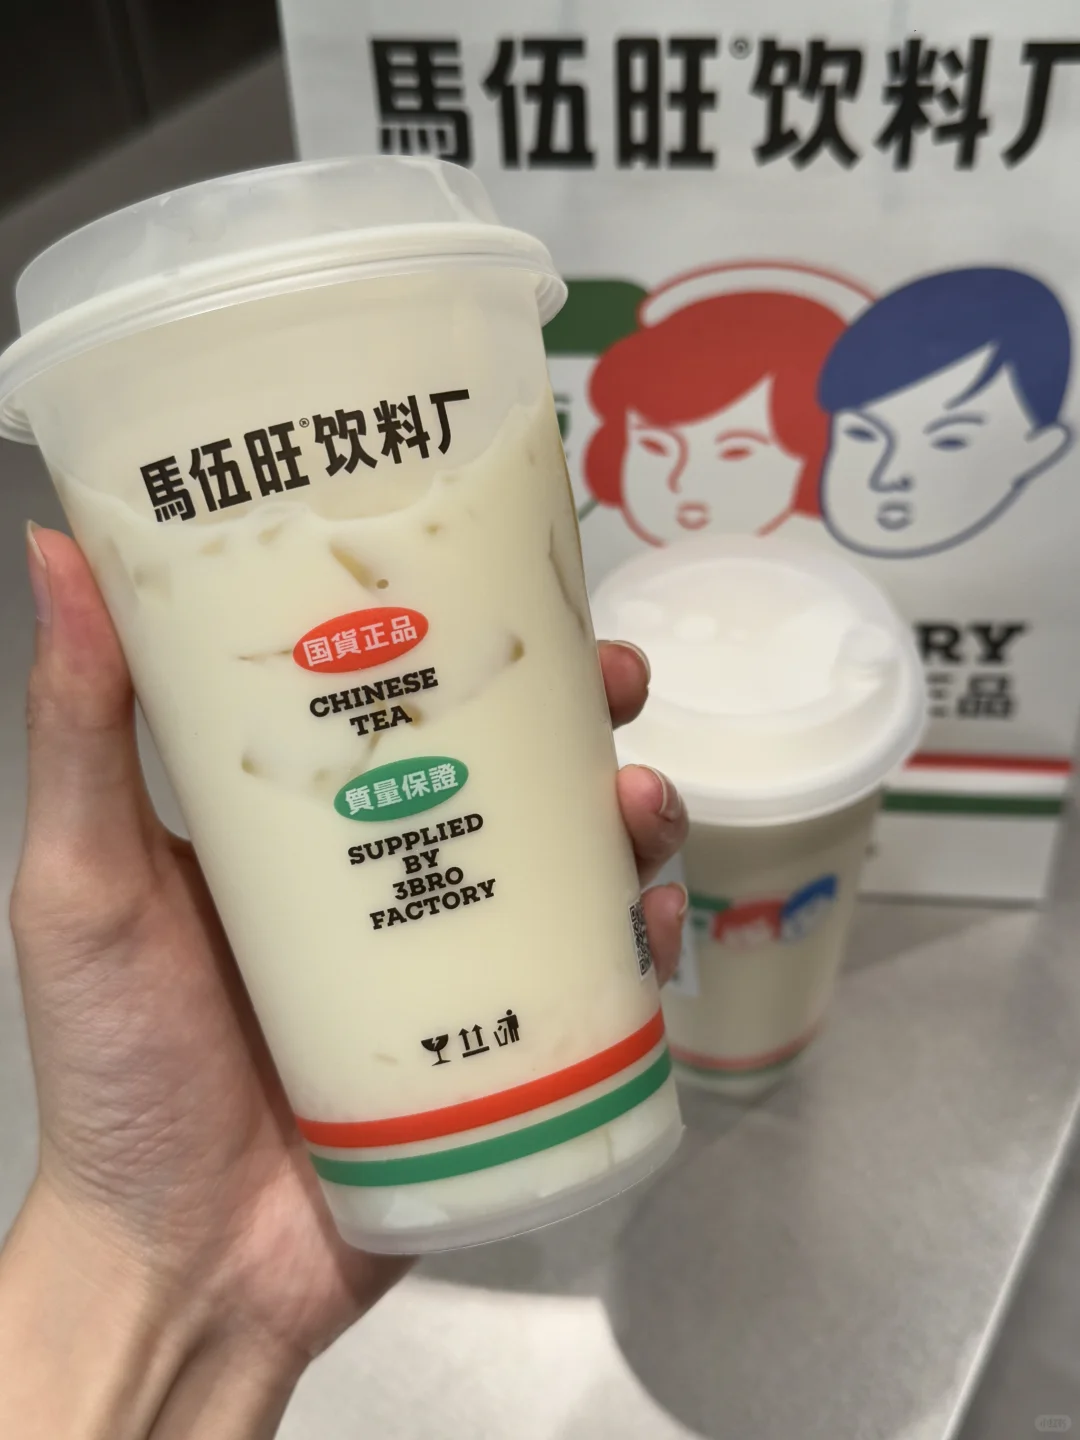 馬伍旺®饮料厂
馬伍旺®饮料厂
国貨正品
CHINESE
TEA
質量保證
SUPPLIED
BY
3BRO
FACTORY
RY
正品